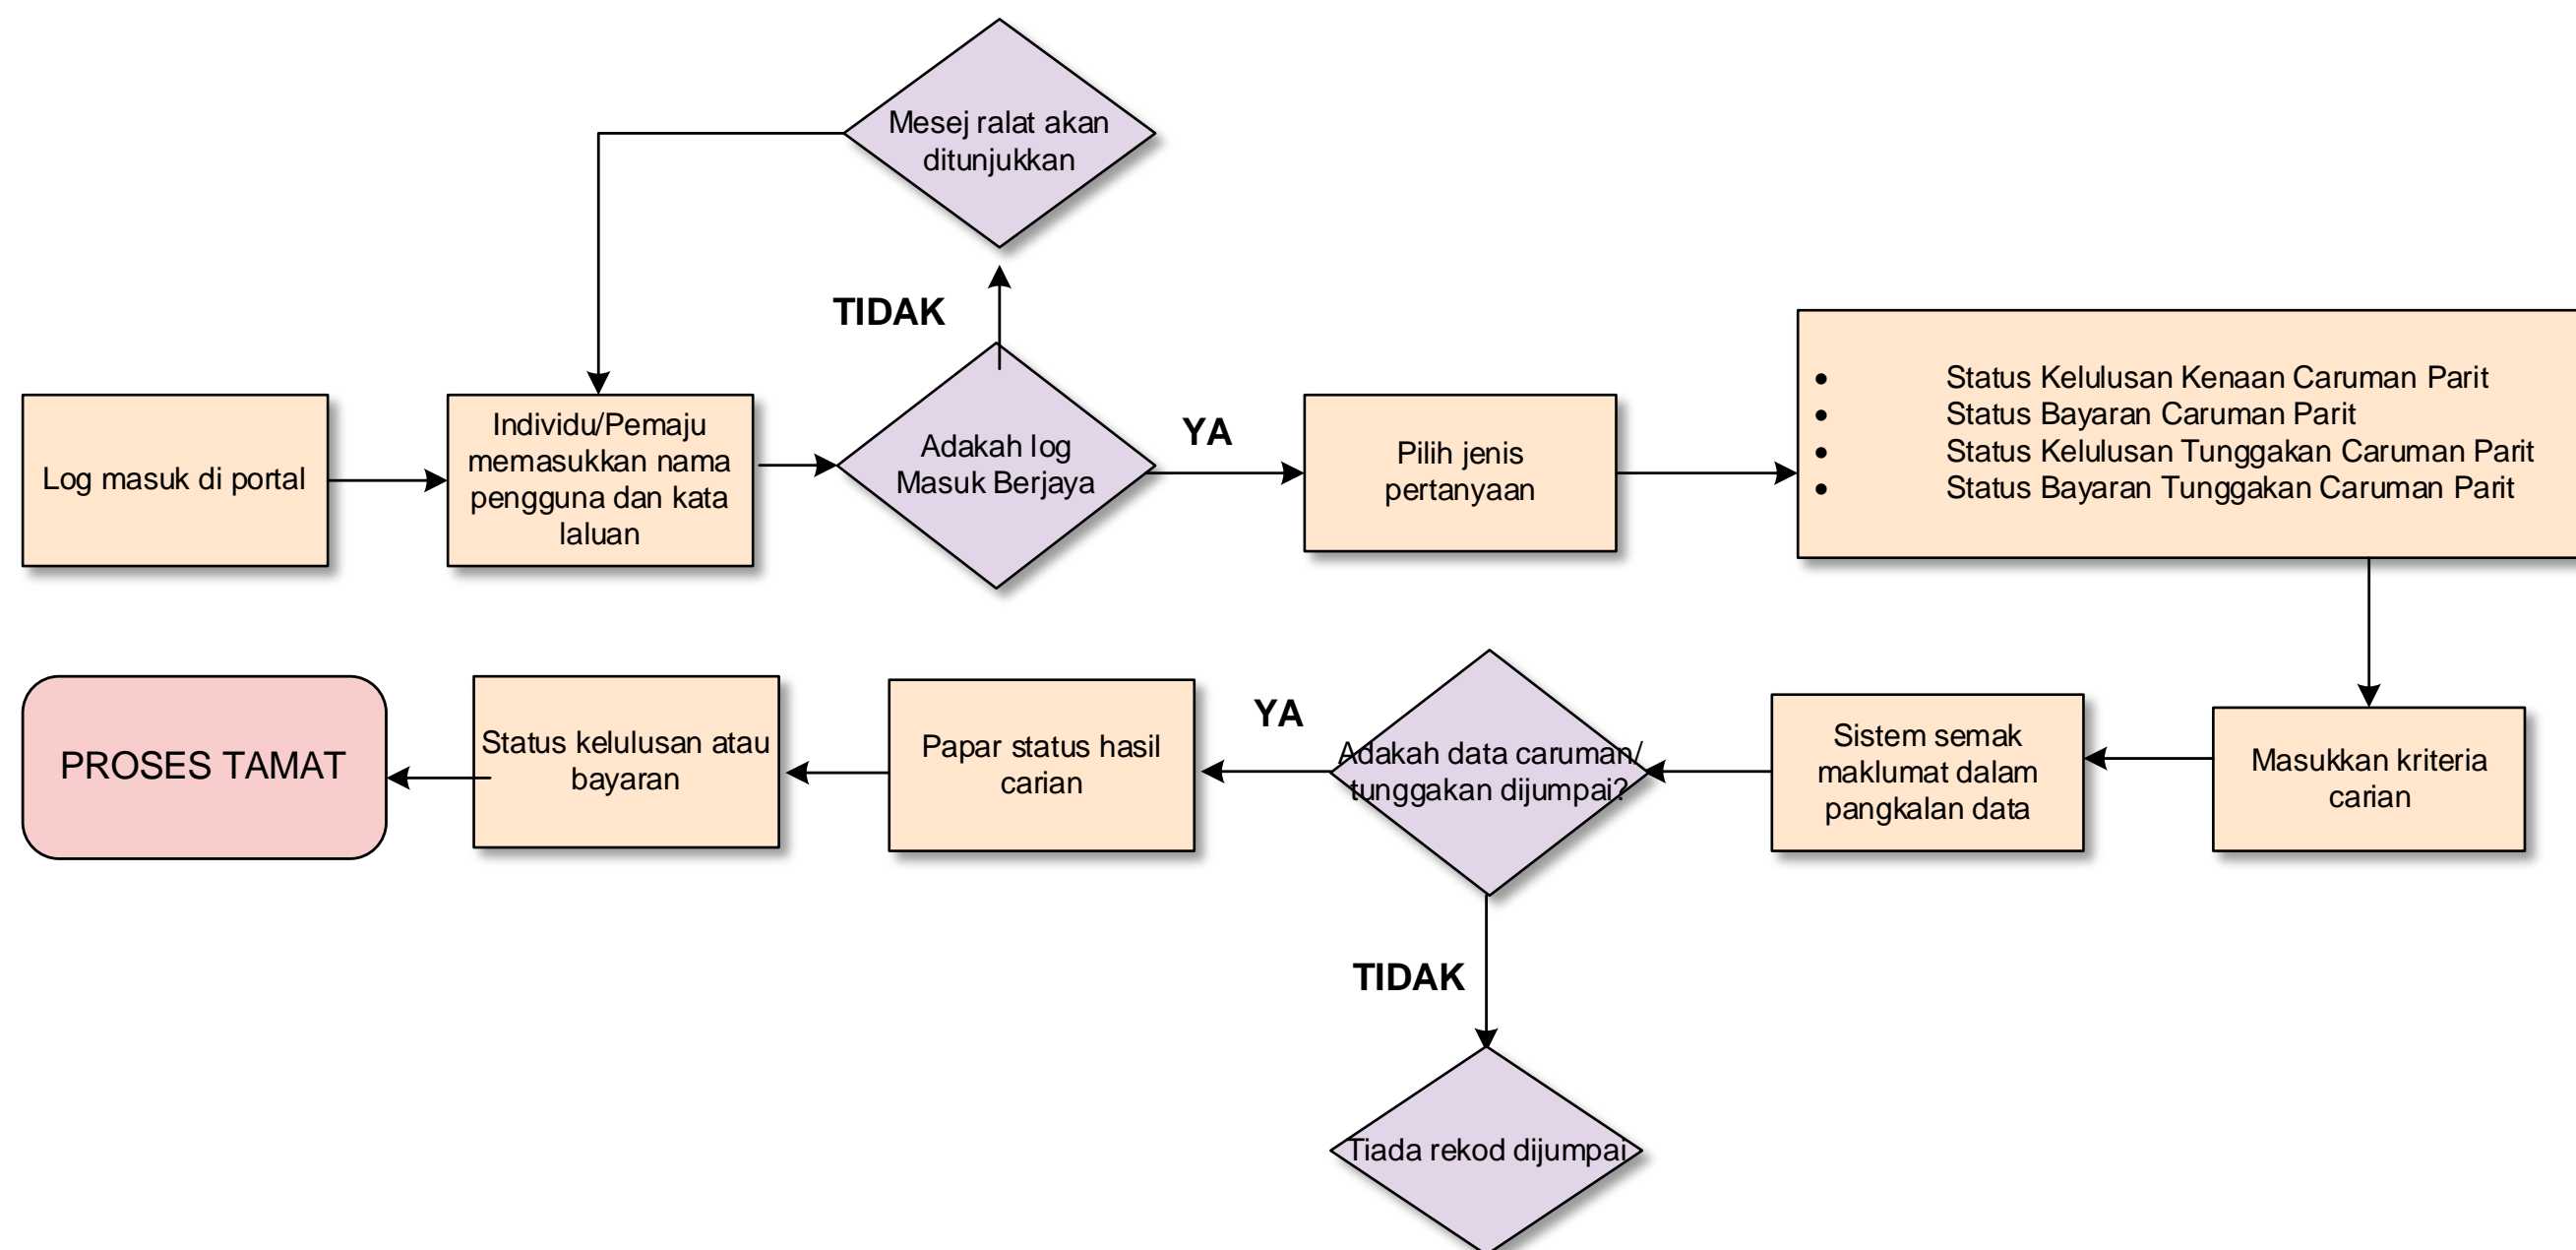 Mesej ralat akan
ditunjukkan
TIDAK
Log masuk di portal
Individu/Pemaju
memasukkan nama
pengguna dan kata
laluan
Adakah log
Masuk Berjaya
YA
Pilih jenis
pertanyaan
• Status Kelulusan Kenaan Caruman Parit
• Status Bayaran Caruman Parit
• Status Kelulusan Tunggakan Caruman Parit
• Status Bayaran Tunggakan Caruman Parit
Masukkan kriteria
carian
Sistem semak
maklumat dalam
pangkalan data
Adakah data caruman/
tunggakan dijumpai?
YA
Papar status hasil
carian
Status kelulusan atau
bayaran
PROSES TAMAT
TIDAK
Tiada rekod dijumpai